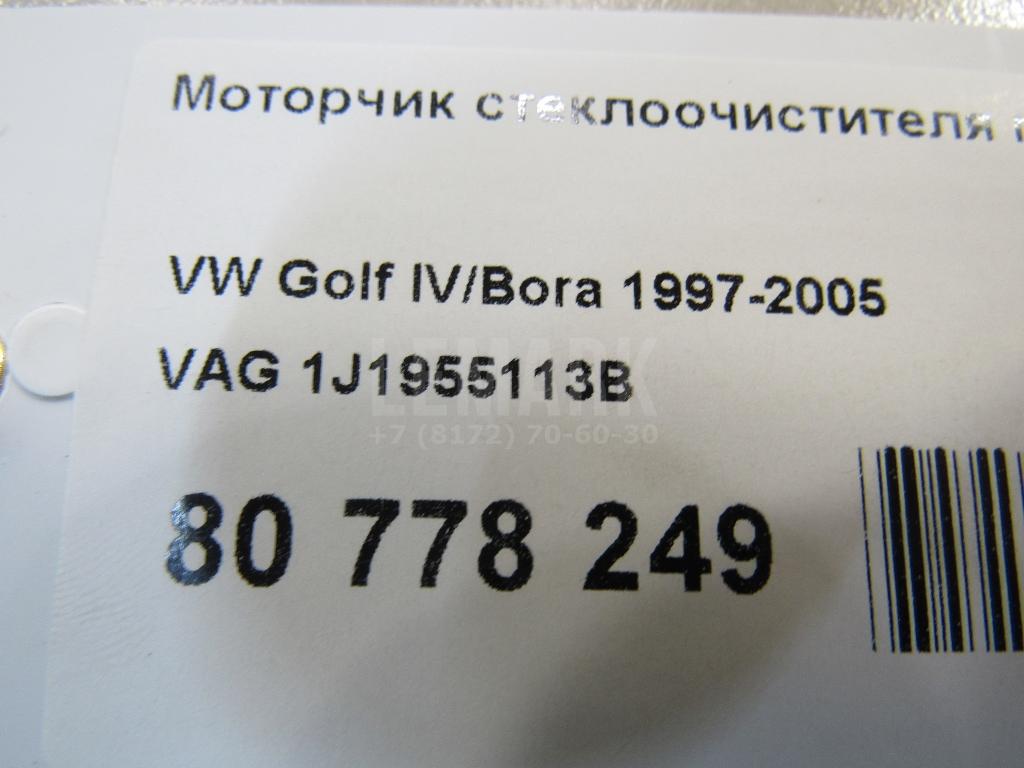 Моторчик стеклоочистителя
VW Golf IV/Bora 1997-2005
VAG 1J1955113B
LEMARK
+7 (8172) 70-60-30
80 778 249